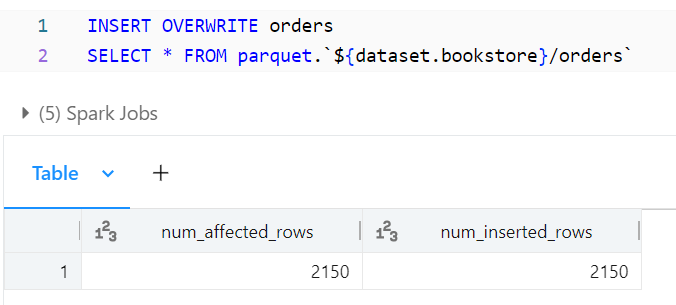 1 INSERT OVERWRITE orders
2 SELECT * FROM parquet.`${dataset.bookstore}/orders`
(5) Spark Jobs
Table +
1²3 num_affected_rows 1²3 num_inserted_rows
1 2150 2150